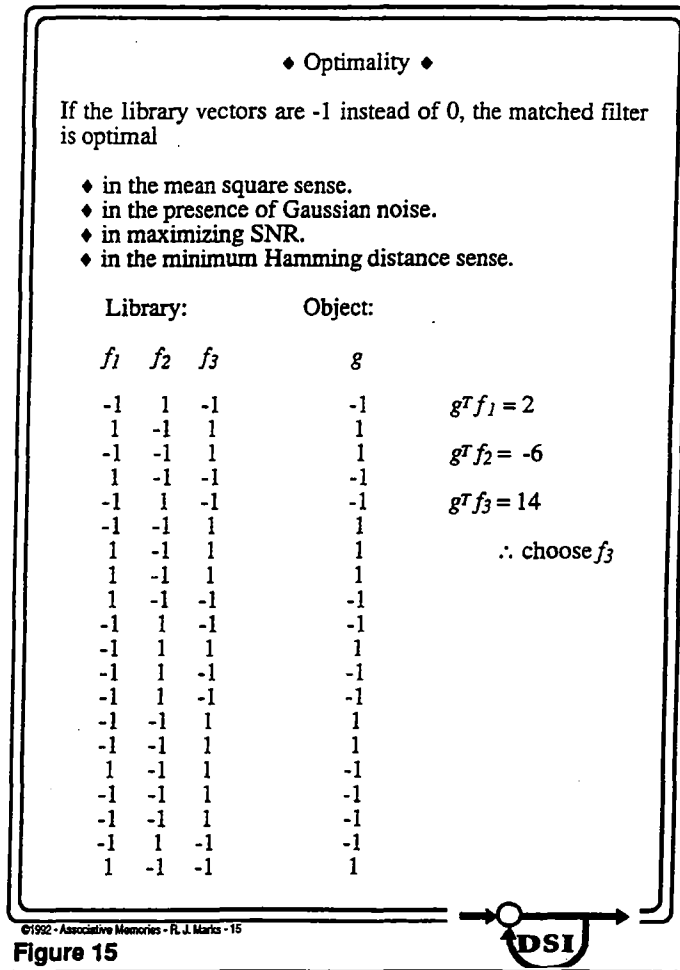 ♦ Optimality ♦
If the library vectors are -1 instead of 0, the matched filter
is optimal
♦ in the mean square sense.
♦ in the presence of Gaussian noise.
♦ in maximizing SNR.
♦ in the minimum Hamming distance sense.
Library: Object:
f1 f2 f3 g
-1 1 -1 -1 gT f1 = 2
1 -1 1 1
-1 -1 1 1 gT f2 = -6
1 -1 -1 -1
-1 1 -1 -1 gT f3 = 14
-1 -1 1 1
1 -1 1 1 ∴ choose f3
1 -1 1 1
1 -1 -1 -1
-1 1 -1 -1
-1 1 1 1
-1 1 -1 -1
-1 1 -1 -1
-1 -1 1 1
-1 -1 1 1
1 -1 1 -1
-1 -1 1 -1
-1 -1 1 -1
-1 1 -1 -1
1 -1 -1 1
©1992 - Associative Memories - R. J. Marks - 15
DSI
Figure 15